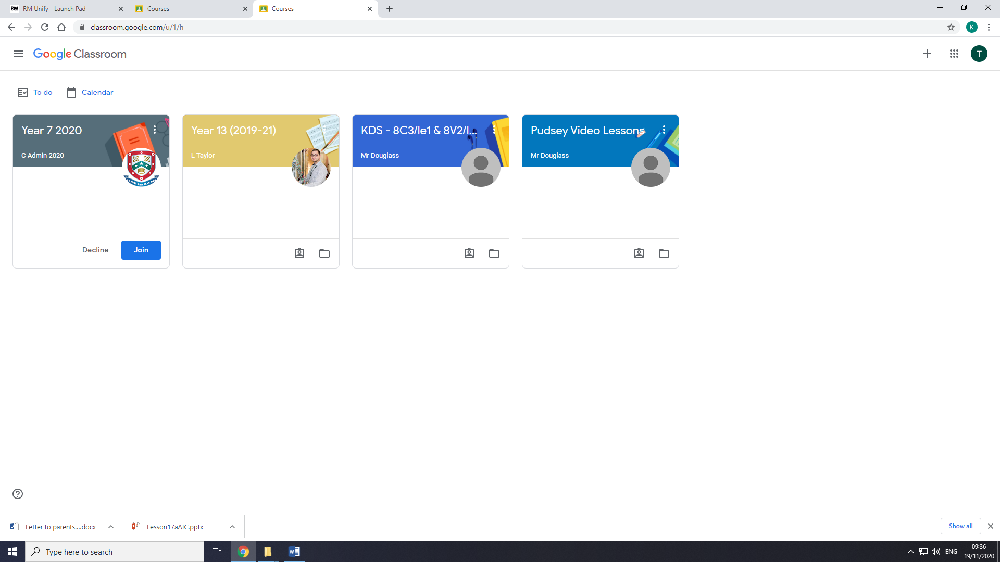 RM RM Unify - Launch Pad
Courses
Courses
classroom.google.com/u/1/h
K
Google Classroom
T
To do
Calendar
Year 7 2020
C Admin 2020
Decline
Join
Year 13 (2019-21)
L Taylor
KDS - 8C3/le1 & 8V2/l...
Mr Douglass
Pudsey Video Lessons
Mr Douglass
Letter to parents....docx
Lesson17aAIC.pptx
Show all
Type here to search
ENG
09:36
19/11/2020